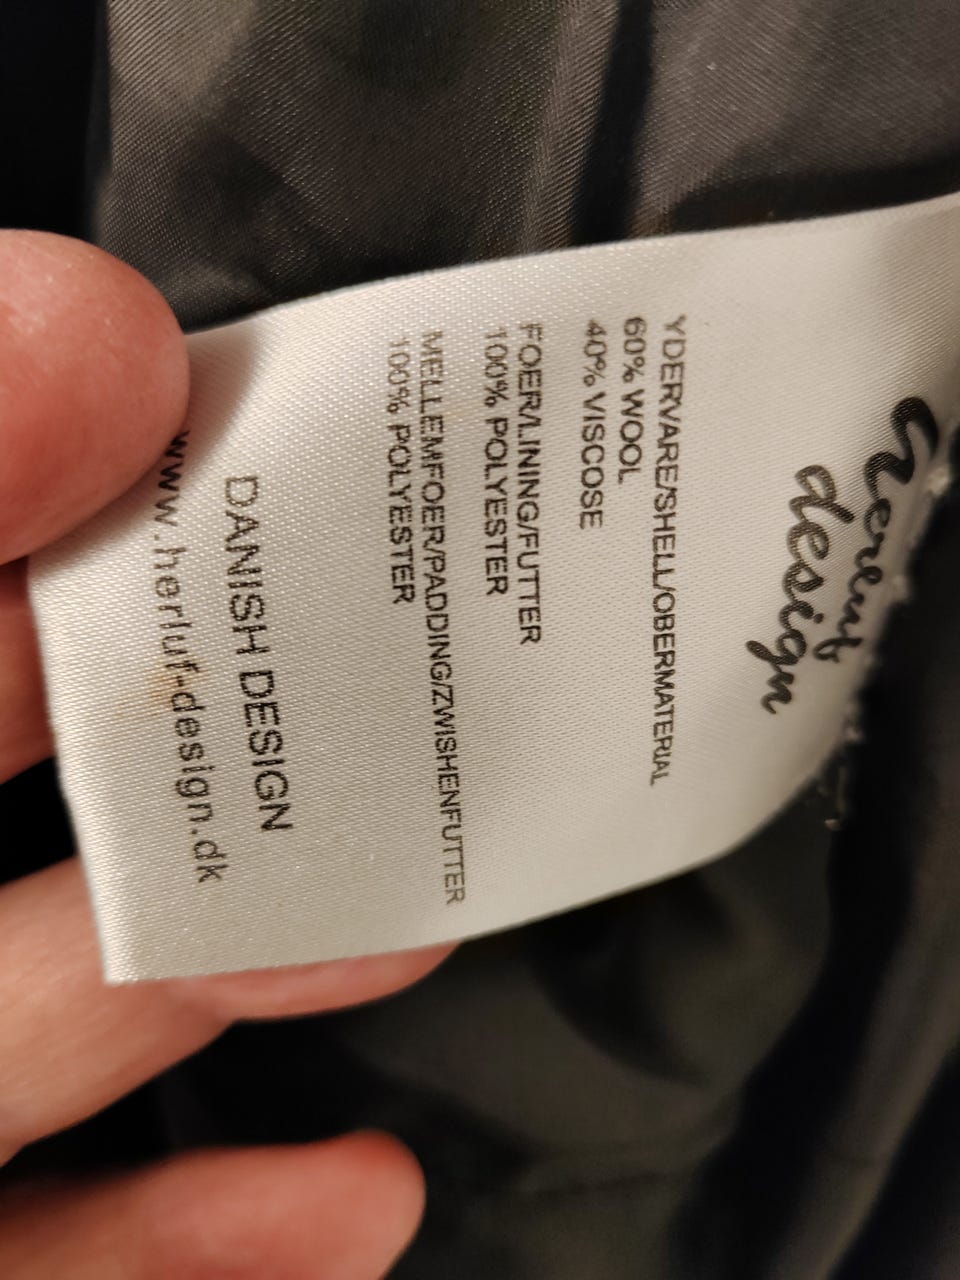 Herluf
design
YDERVARE/SHELL/OBERMATERIAL
60% WOOL
40% VISCOSE
FOER/LINING/FUTTER
100% POLYESTER
MELLEMFOER/PADDING/ZWISHENFUTTER
100% POLYESTER
DANISH DESIGN
www.herluf-design.dk